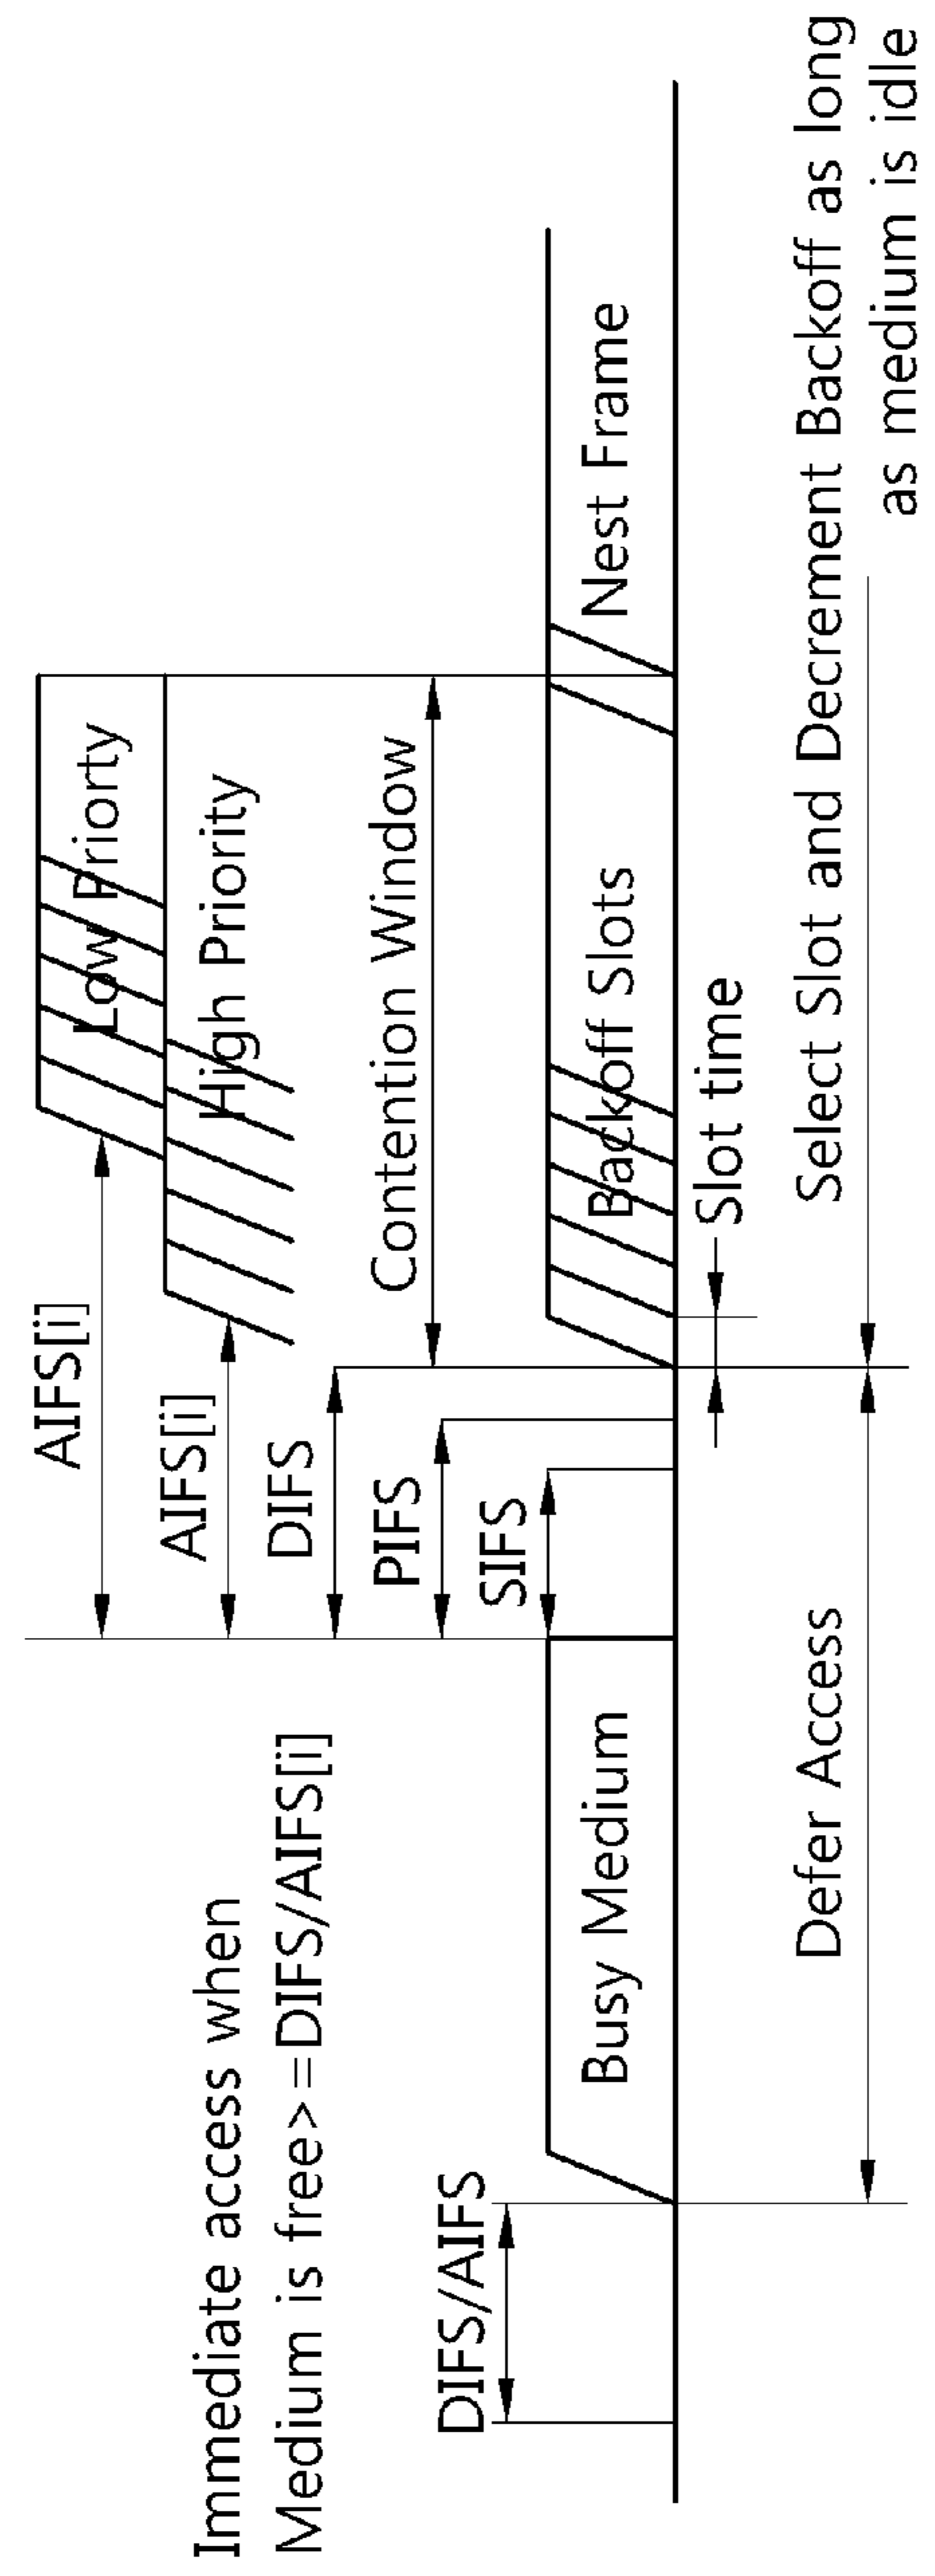 Immediate access when
Medium is free>=DIFS/AIFS[i]
AIFS[i]
AIFS[i]
DIFS
PIFS
SIFS
Low Priorty
High Priority
Contention Window
DIFS/AIFS
Busy Medium
Backoff Slots
Nest Frame
Slot time
Defer Access
Select Slot and Decrement Backoff as long
as medium is idle